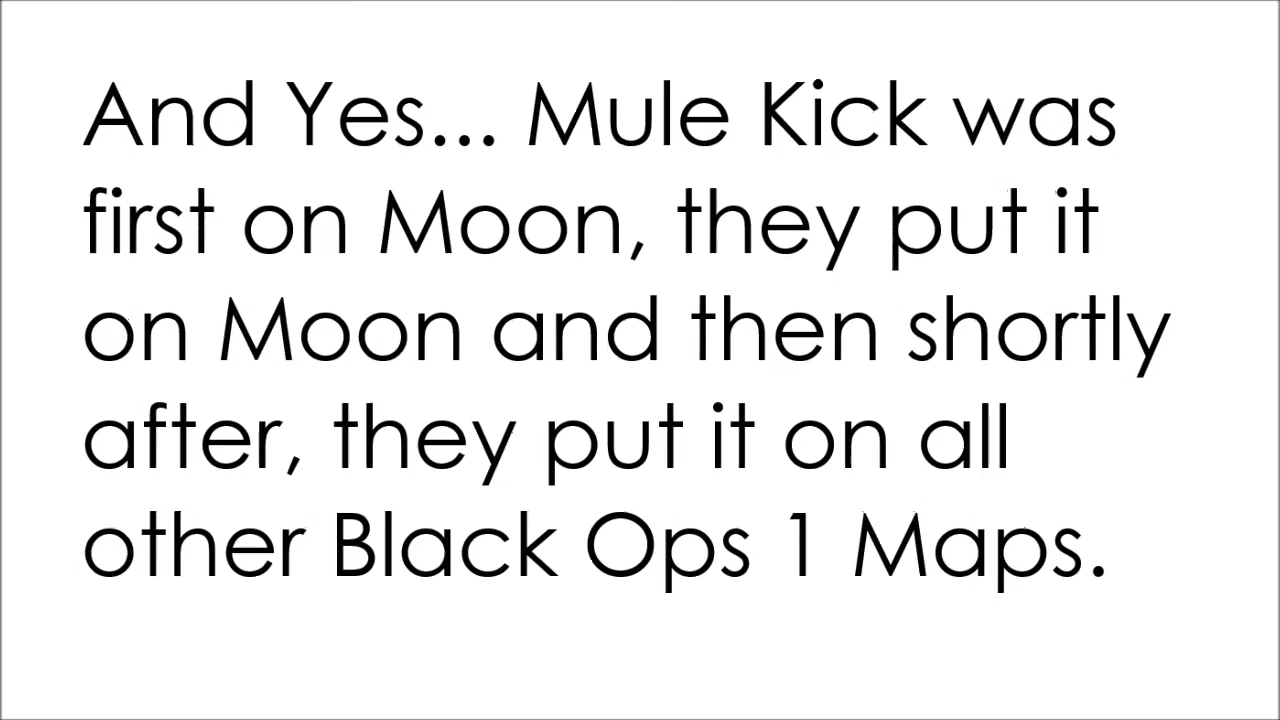 And Yes... Mule Kick was
first on Moon, they put it
on Moon and then shortly
after, they put it on all
other Black Ops 1 Maps.